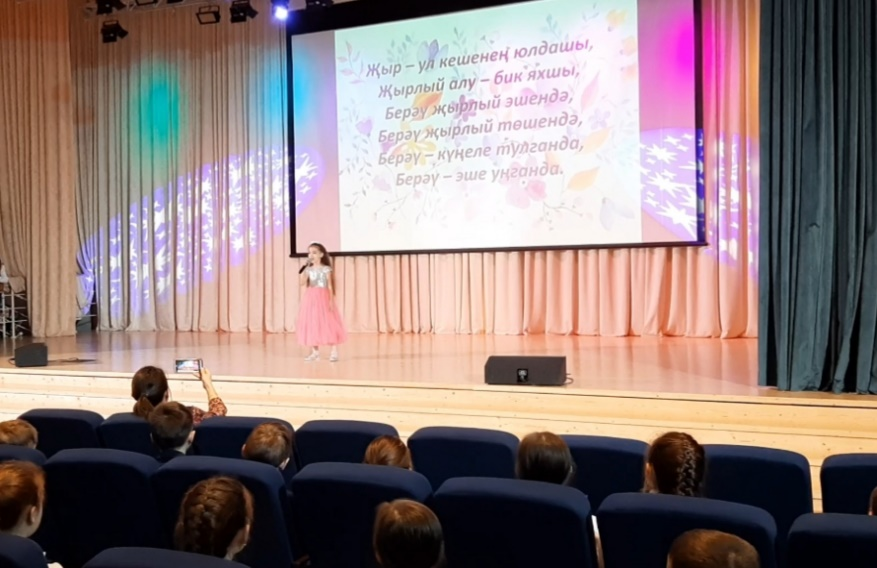 Җыр – ул кешенең юлдашы,
Җырлый алу – бик яхшы,
Берәү җырлый эшендә,
Берәү җырлый төшендә,
Берәү – күңеле тулганда,
Берәү – эше уңганда.